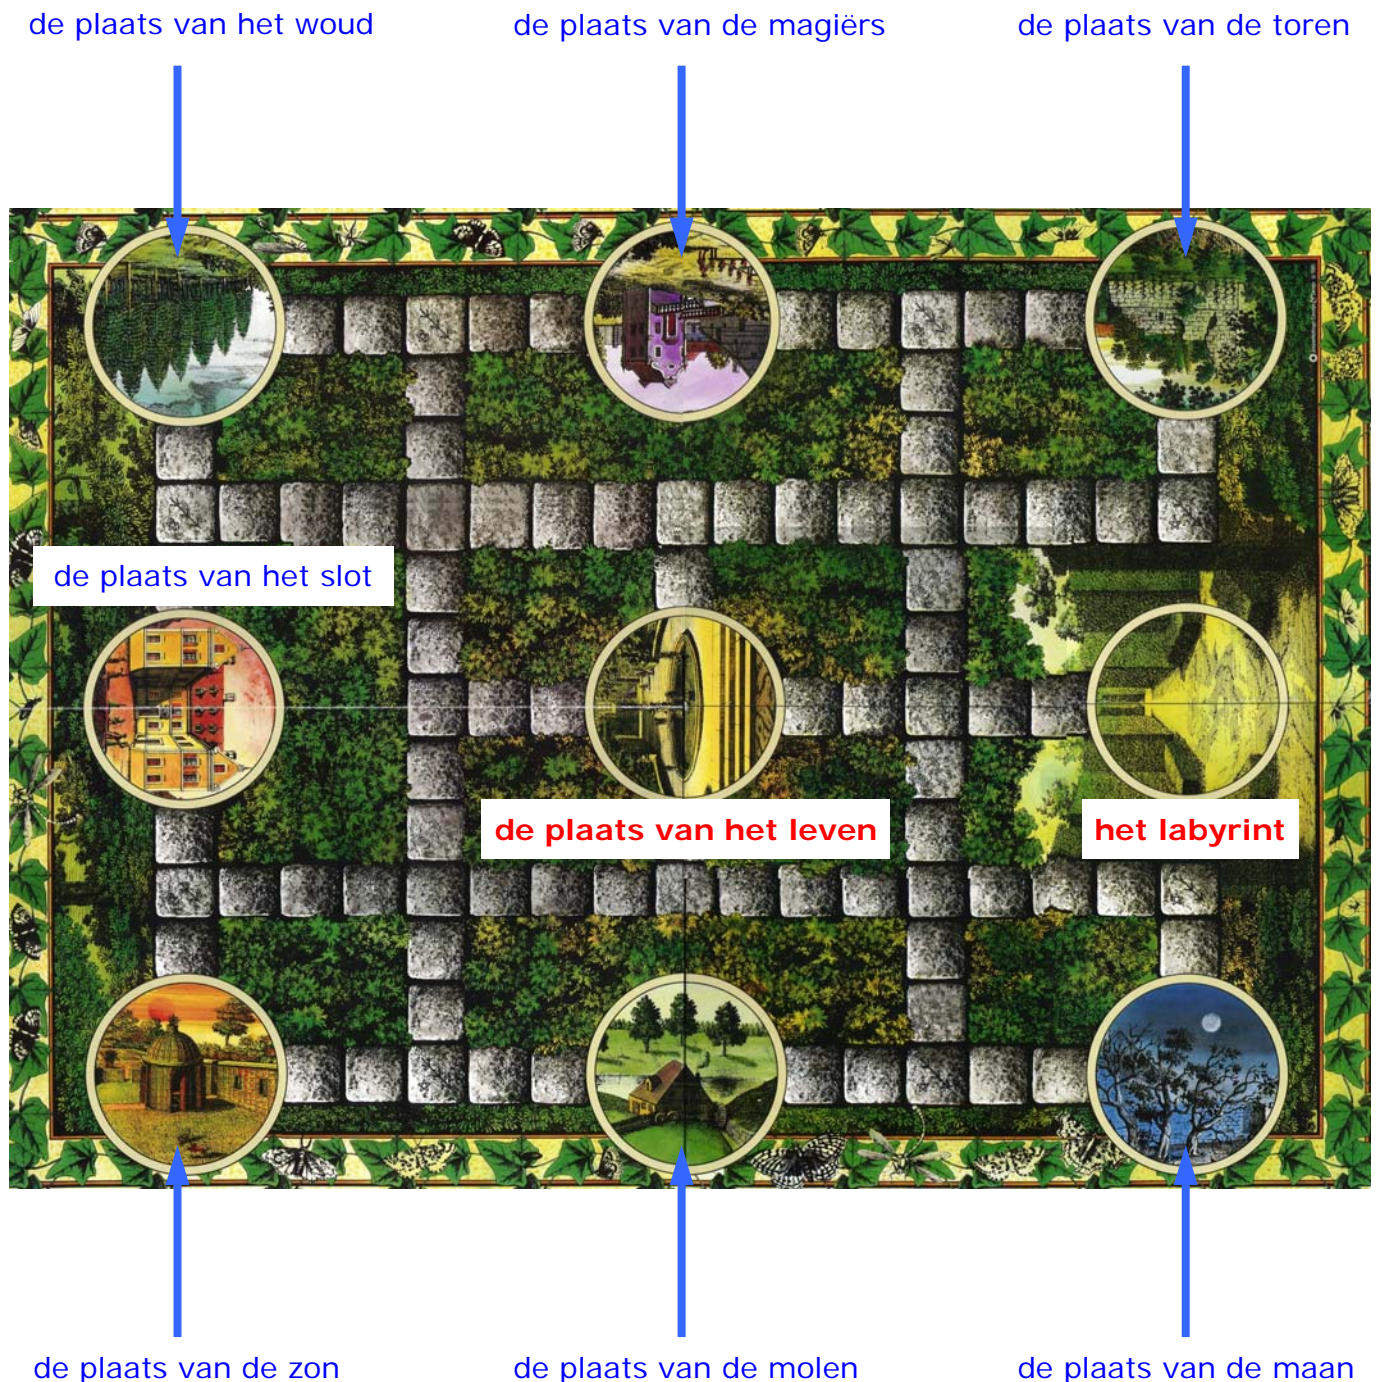 de plaats van het woud
de plaats van de magiërs
de plaats van de toren
de plaats van het slot
de plaats van het leven
het labyrint
de plaats van de zon
de plaats van de molen
de plaats van de maan